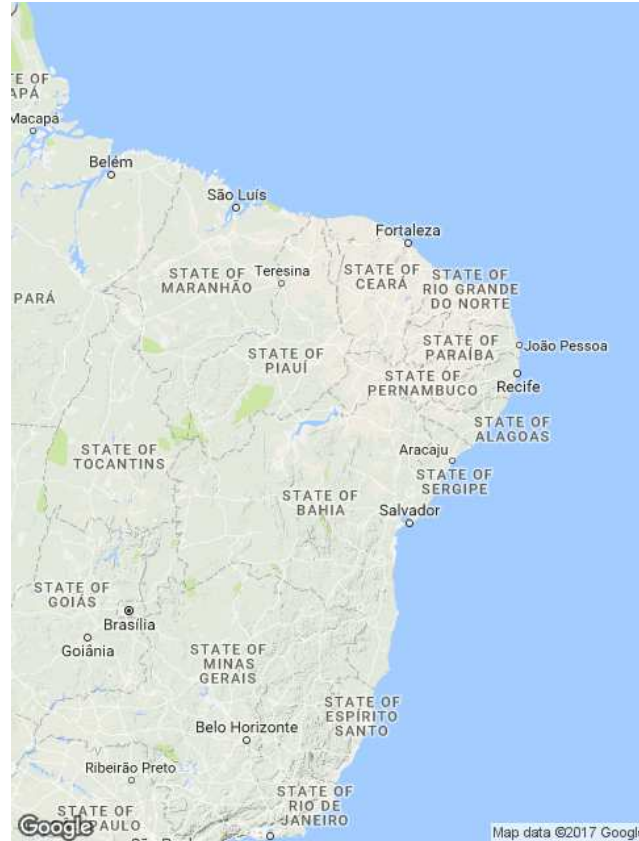 TE OF
APÁ
Macapá
Belém
São Luís
Fortaleza
STATE OF
MARANHÃO
Teresina
STATE OF
CEARÁ
STATE OF
RIO GRANDE
DO NORTE
PARÁ
STATE OF
PARAÍBA
João Pessoa
STATE OF
PIAUÍ
STATE OF
PERNAMBUCO
Recife
STATE OF
ALAGOAS
STATE OF
TOCANTINS
Aracaju
STATE OF
SERGIPE
STATE OF
BAHIA
Salvador
STATE OF
GOIÁS
Brasília
Goiânia
STATE OF
MINAS
GERAIS
STATE OF
ESPÍRITO
SANTO
Belo Horizonte
Ribeirão Preto
STATE OF
RIO DE
JANEIRO
STATE OF
PAULO
Google
Map data ©2017 Google